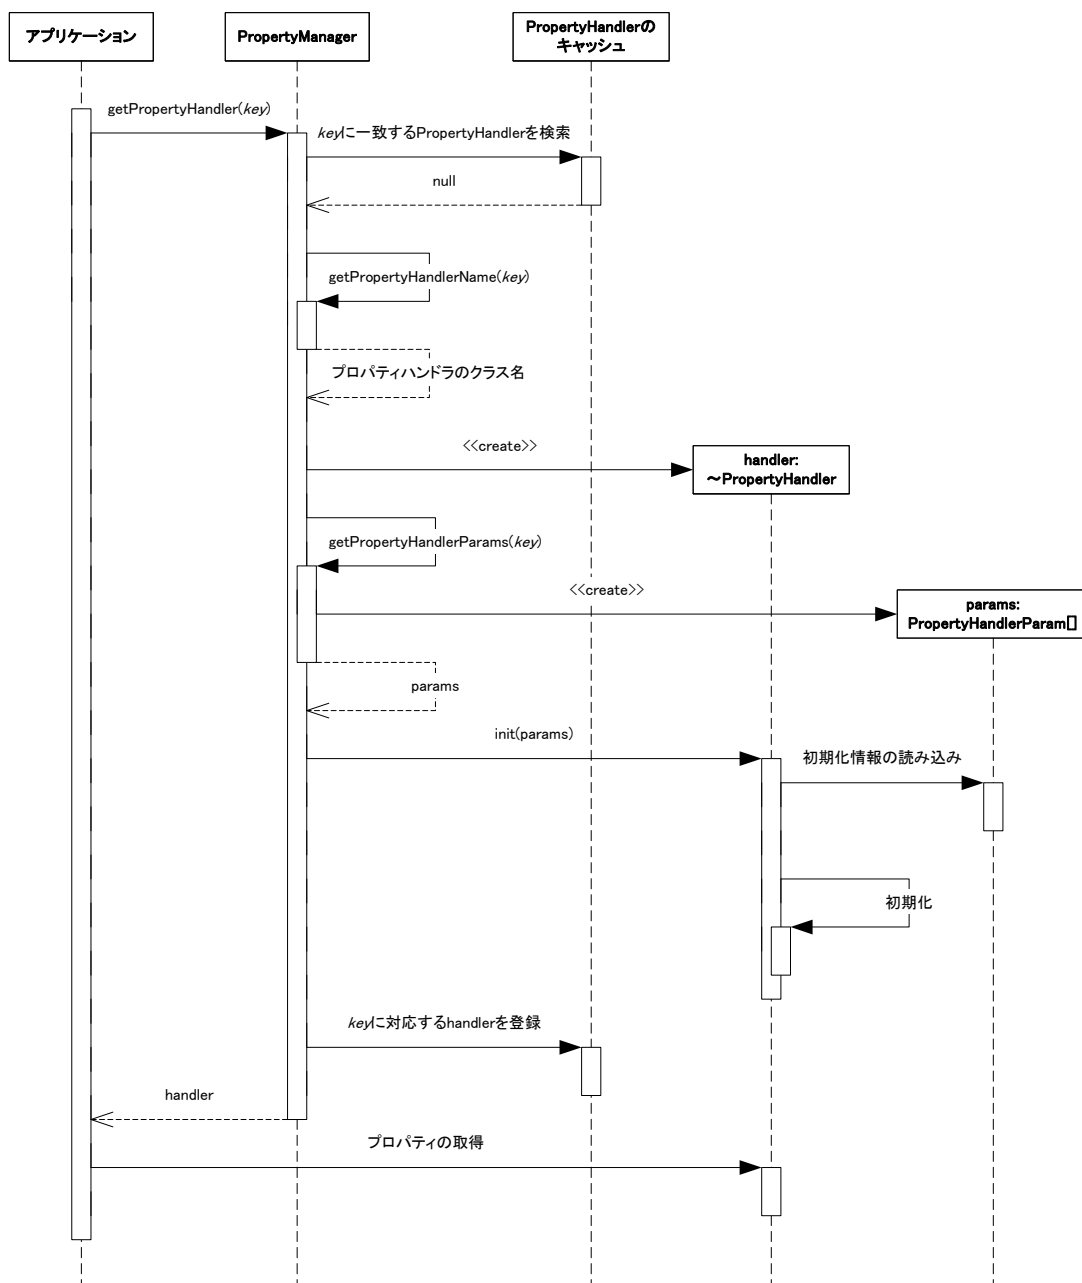 アプリケーション
PropertyManager
PropertyHandlerの
キャッシュ
getPropertyHandler(key)
keyに一致するPropertyHandlerを検索
null
getPropertyHandlerName(key)
プロパティハンドラのクラス名
<<create>>
handler:
～PropertyHandler
getPropertyHandlerParams(key)
<<create>>
params:
PropertyHandlerParam[]
params
init(params)
初期化情報の読み込み
初期化
keyに対応するhandlerを登録
handler
プロパティの取得